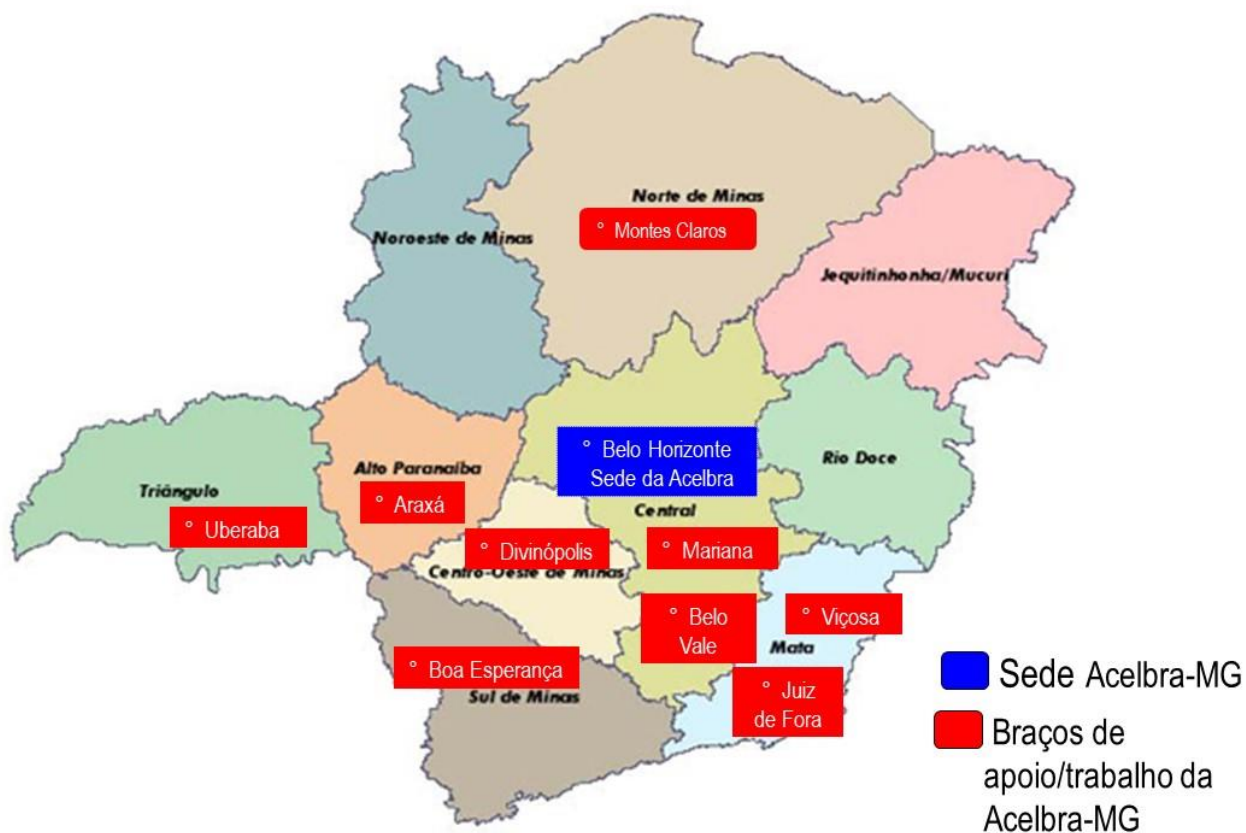 Norte de Minas
° Montes Claros
Noroeste de Minas
Jequitinhonha/Mucuri
° Belo Horizonte
Sede da Acelbra
Rio Doce
Alto Paranaíba
° Araxá
Triângulo
° Uberaba
Central
° Divinópolis
° Mariana
Centro-Oeste de Minas
° Belo
Vale
° Viçosa
Mata
° Boa Esperança
Sul de Minas
° Juiz
de Fora
Sede Acelbra-MG
Braços de
apoio/trabalho da
Acelbra-MG